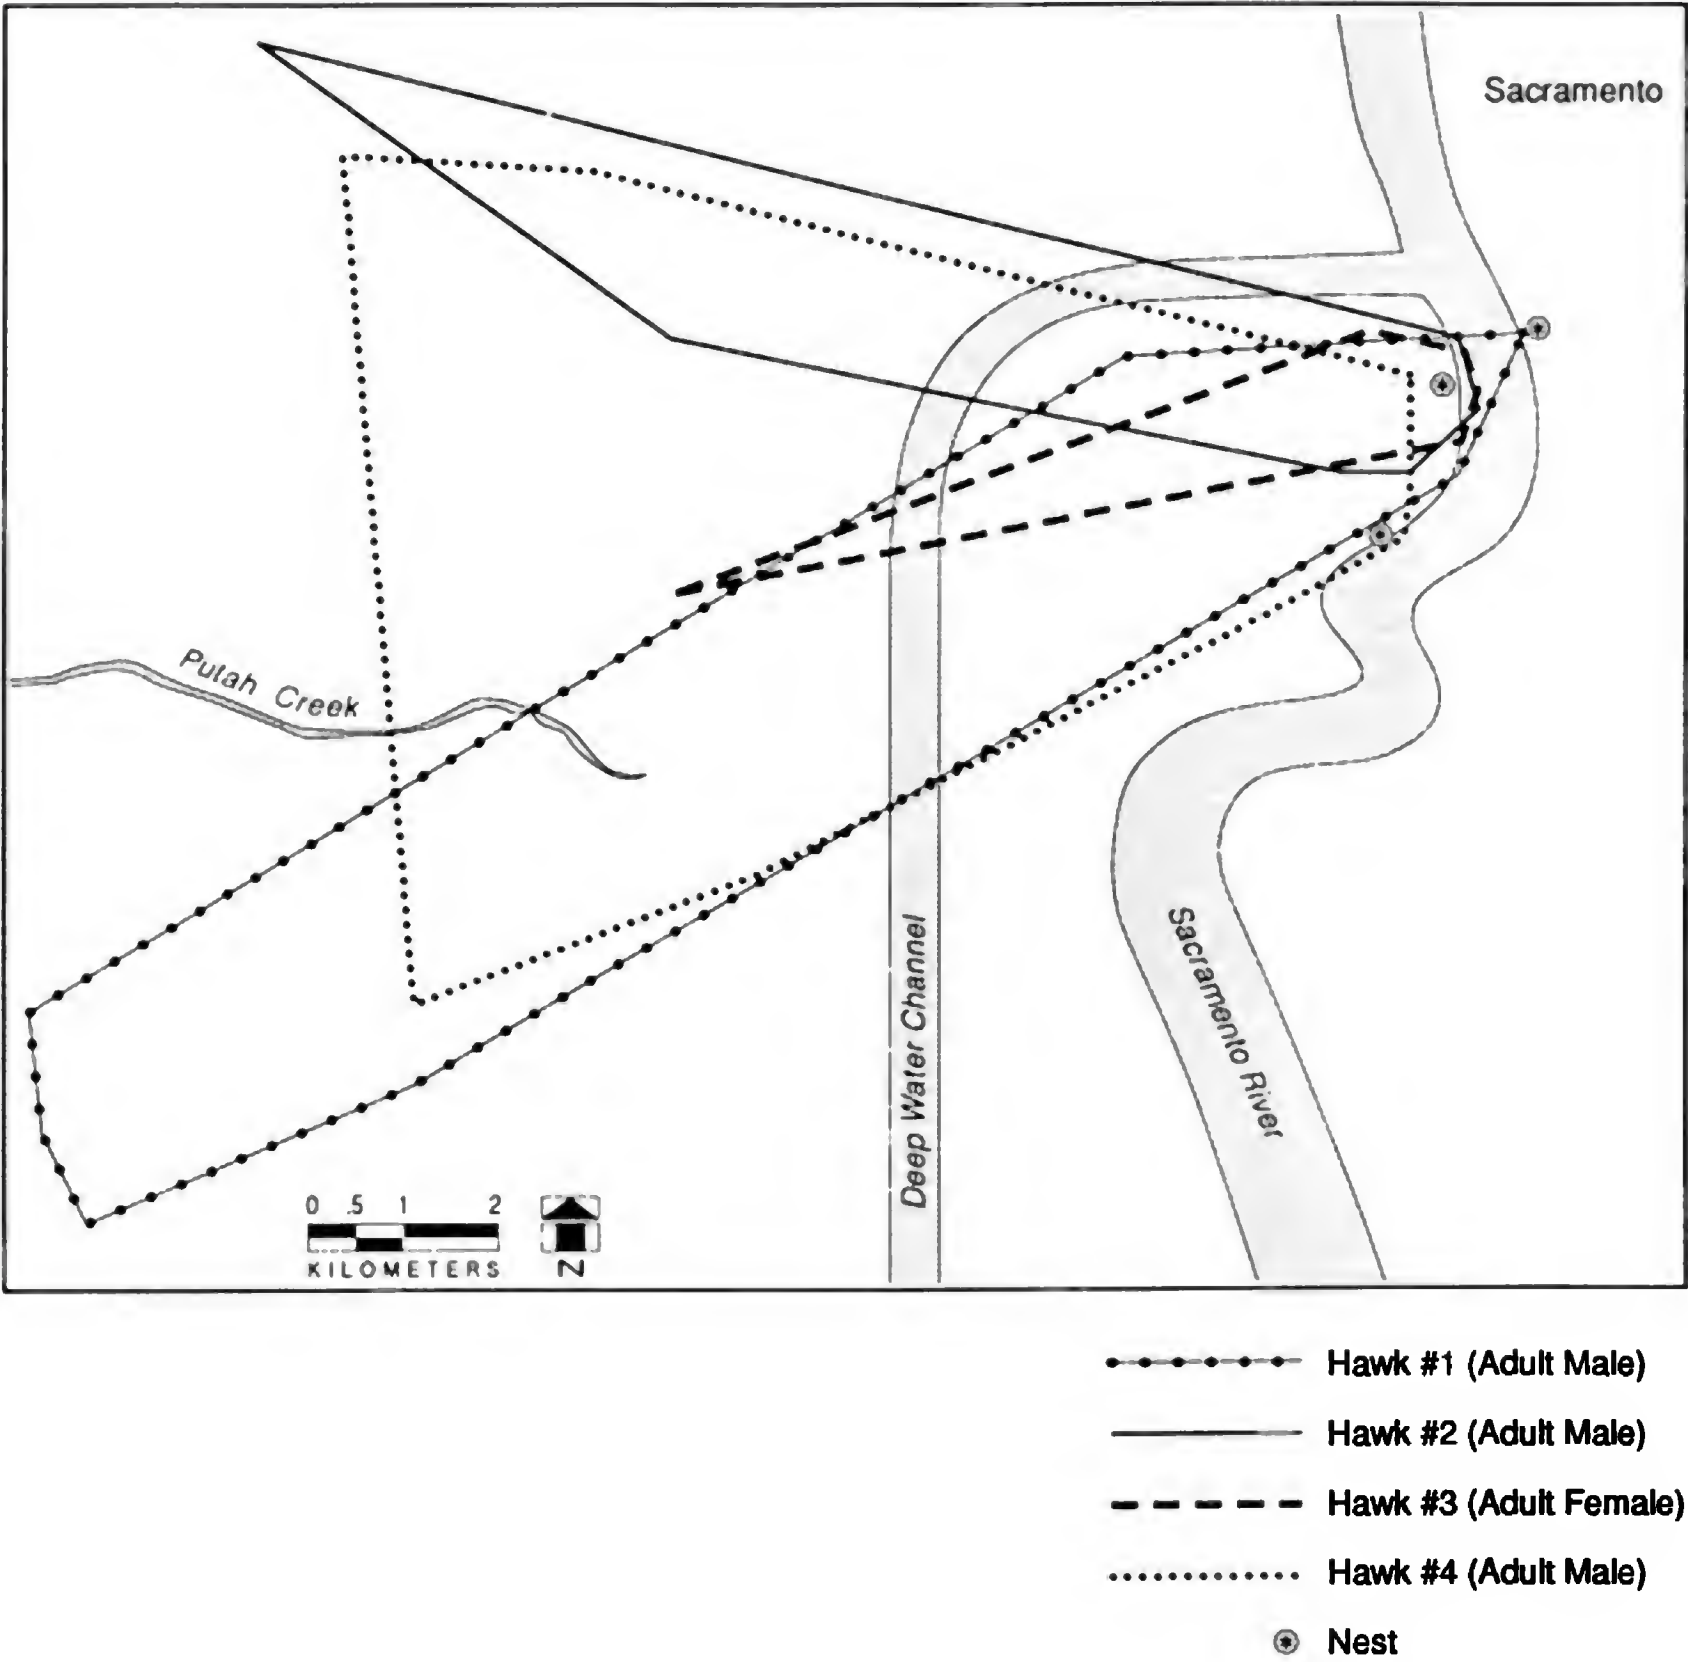 Sacramento
Putah Creek
Deep Water Channel
Sacramento River
0 .5 1 2
KILOMETERS
N
Hawk #1 (Adult Male)
Hawk #2 (Adult Male)
Hawk #3 (Adult Female)
Hawk #4 (Adult Male)
Nest